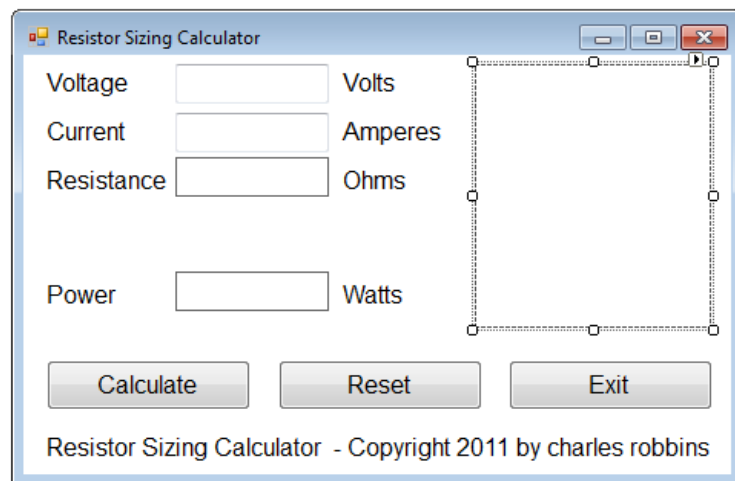 Resistor Sizing Calculator
Voltage Volts
Current Amperes
Resistance Ohms
Power Watts
Calculate Reset Exit
Resistor Sizing Calculator - Copyright 2011 by charles robbins